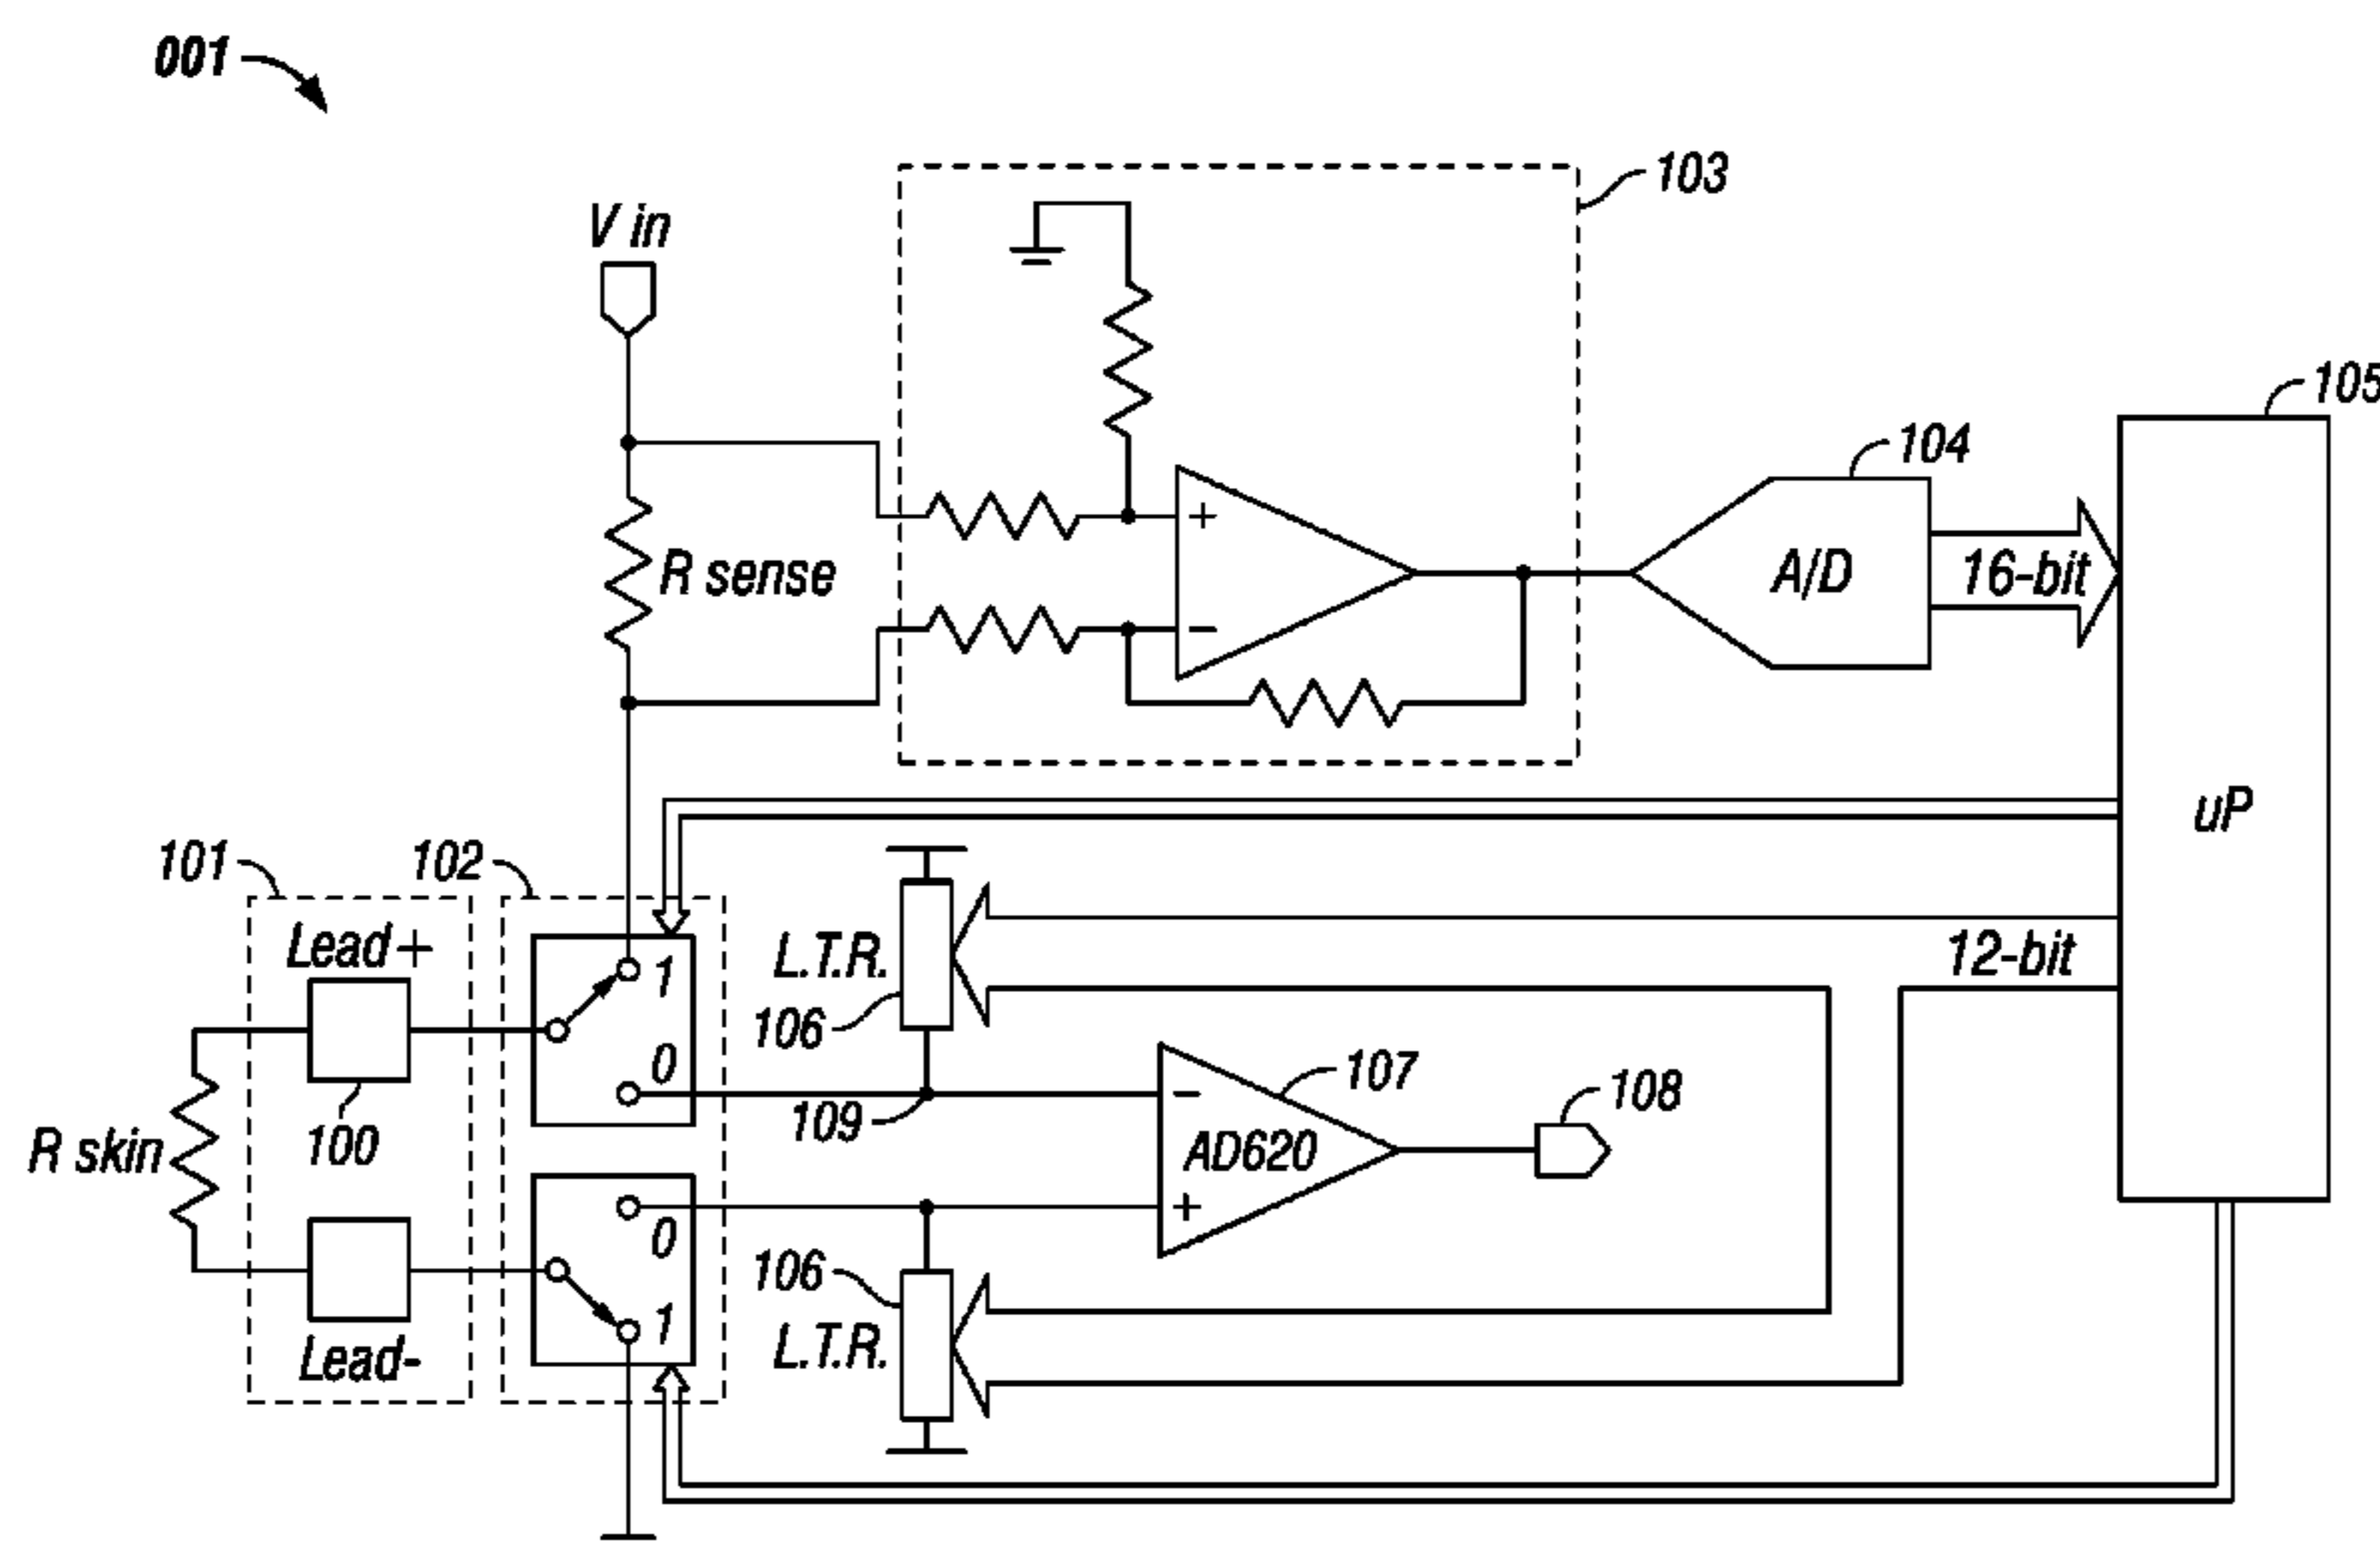 001
103
V in
105
104
+
R sense
A/D
16-bit
−
uP
101
102
Lead+
1
L.T.R.
12-bit
106
0
−
107
108
109
100
R skin
AD620
0
+
106
1
L.T.R.
Lead-